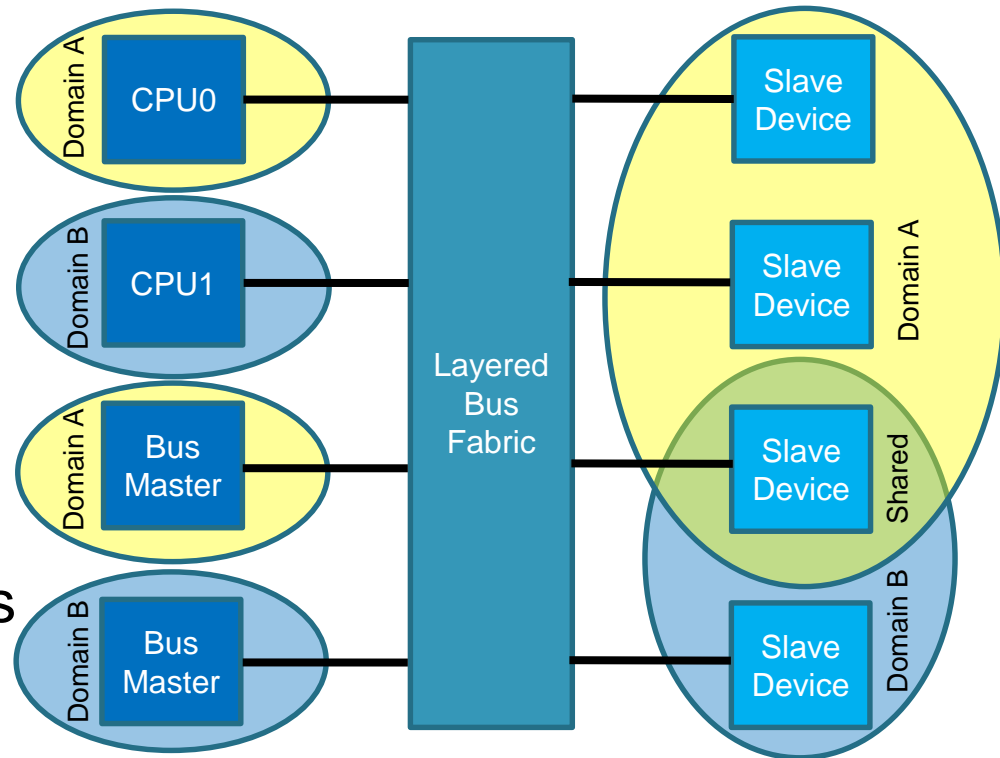 Domain A
CPU0
Domain B
CPU1
Domain A
Bus
Master
s
Domain B
Bus
Master
Layered
Bus
Fabric
Slave
Device
Slave
Device
Domain A
Slave
Device
Shared
Slave
Device
Domain B